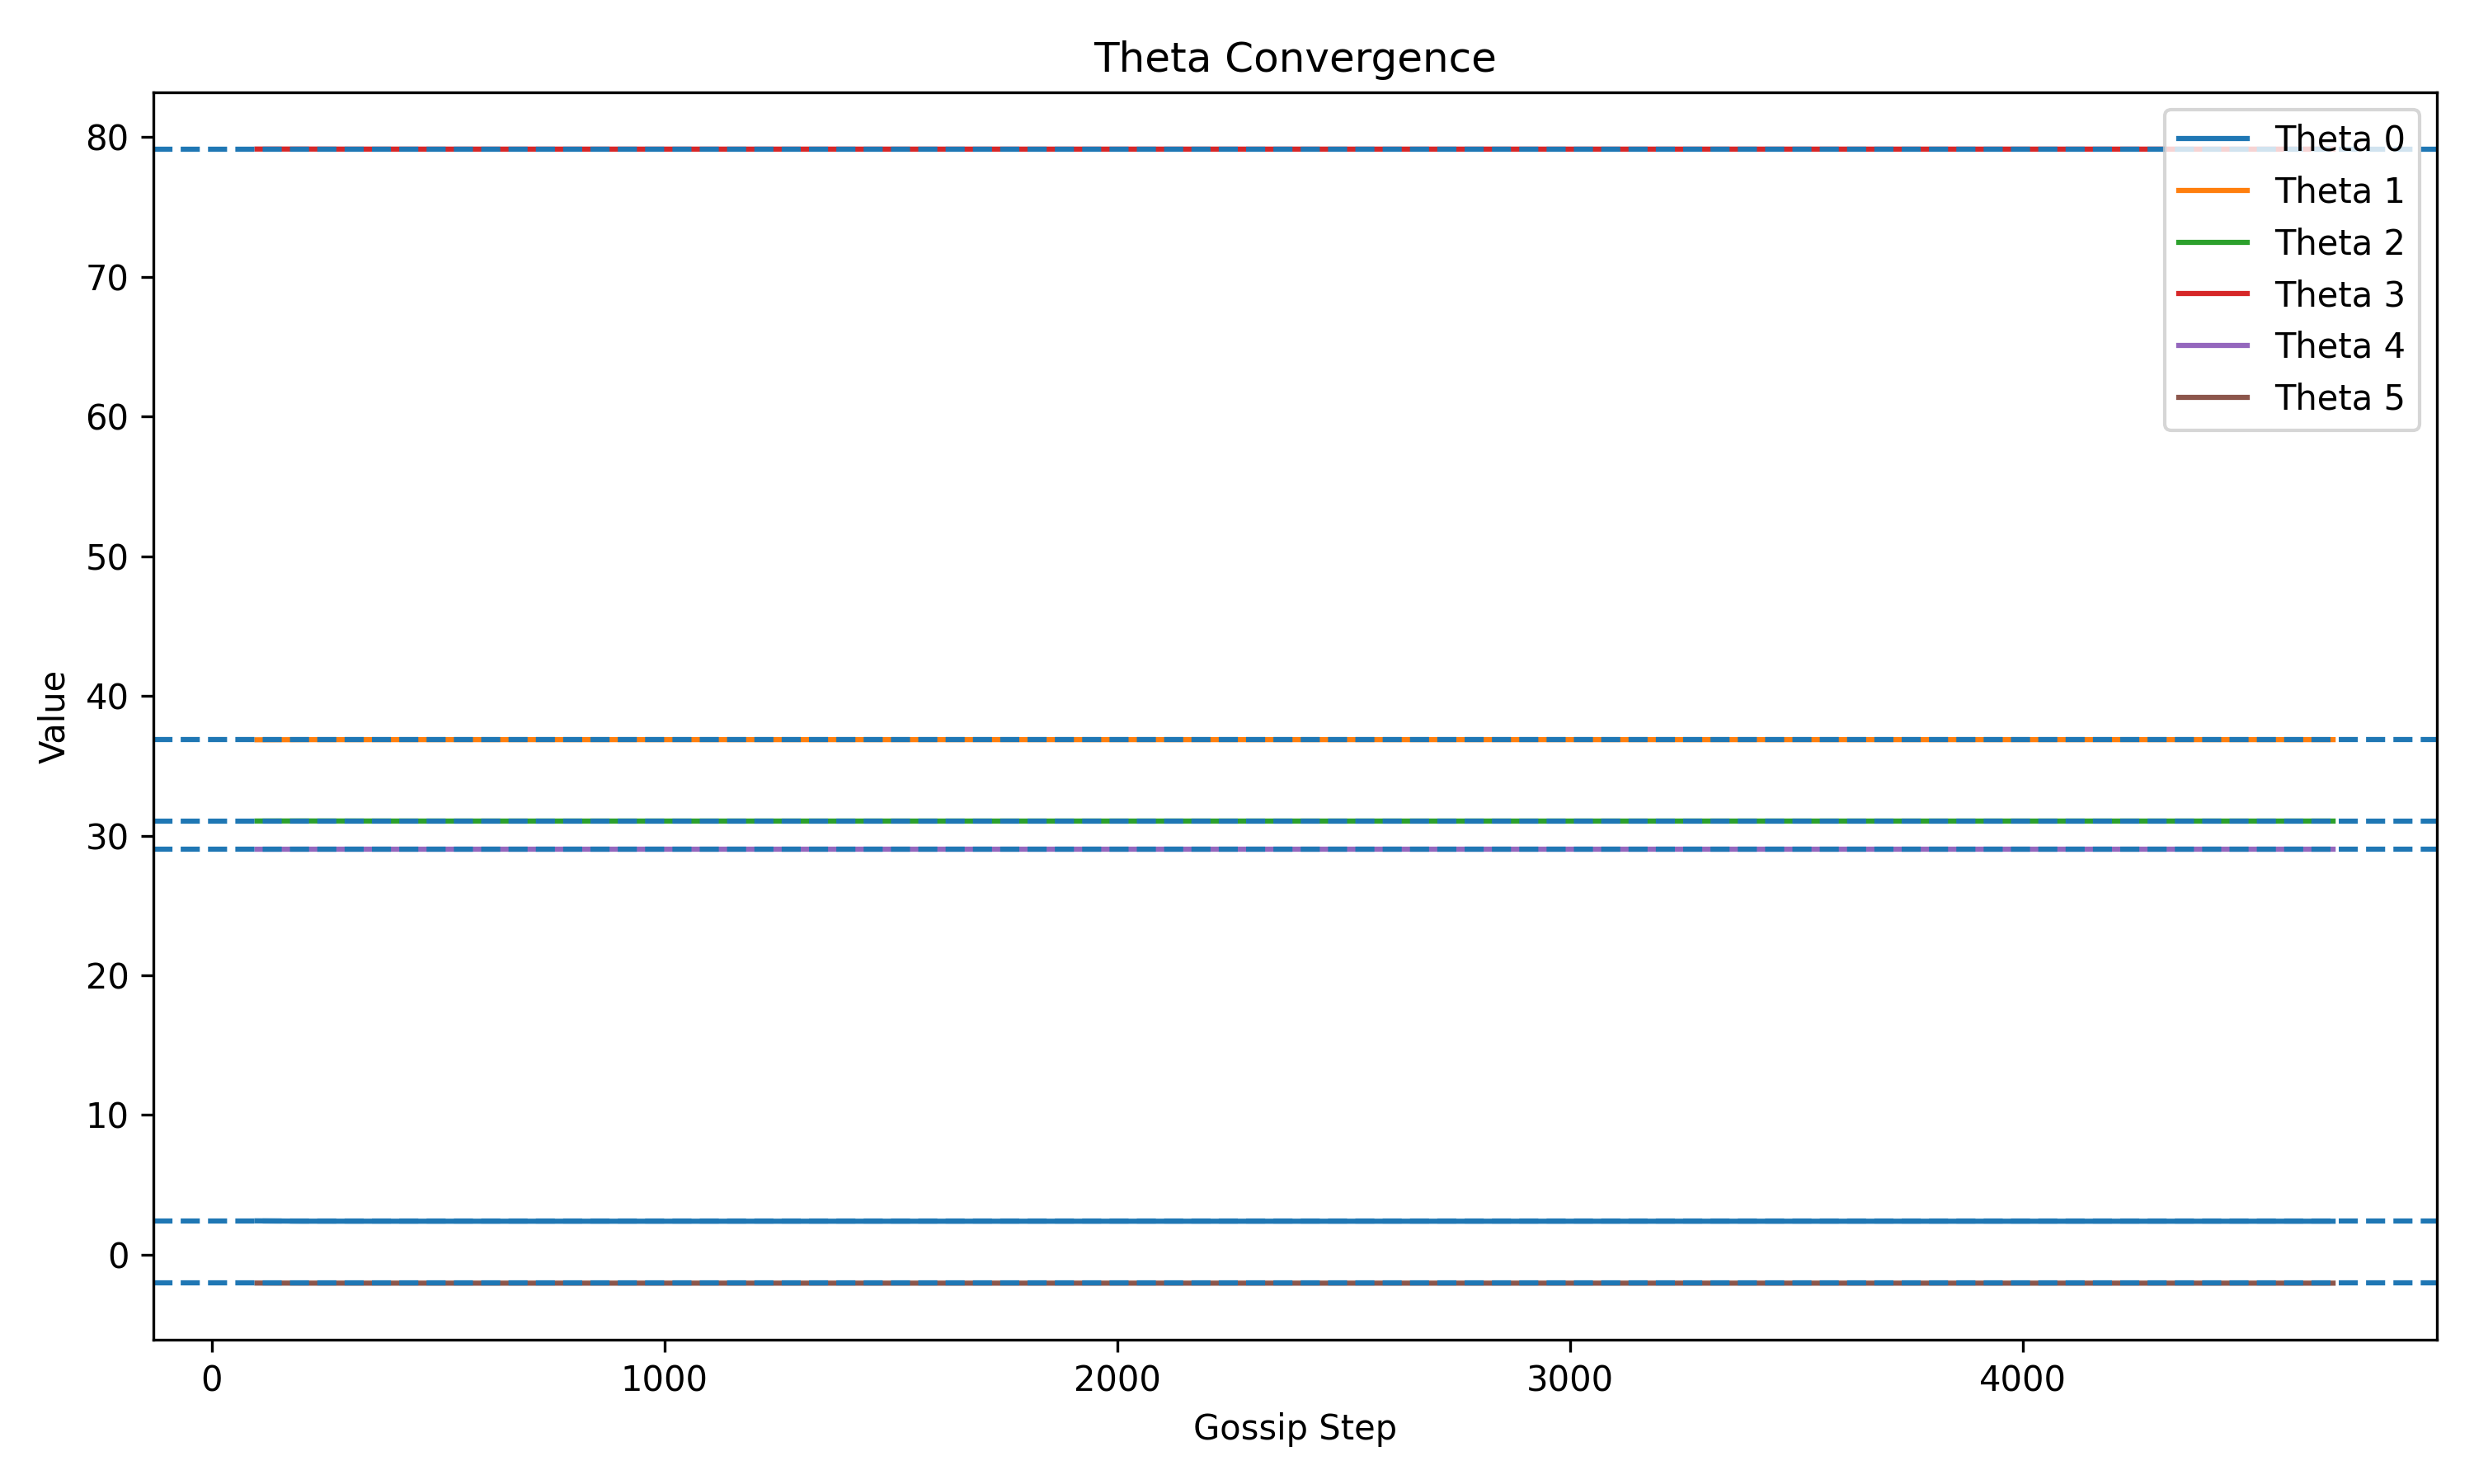 Theta Convergence
80
70
60
50
40
30
20
10
0
Value
0 1000 2000 3000 4000
Gossip Step
Theta 0
Theta 1
Theta 2
Theta 3
Theta 4
Theta 5